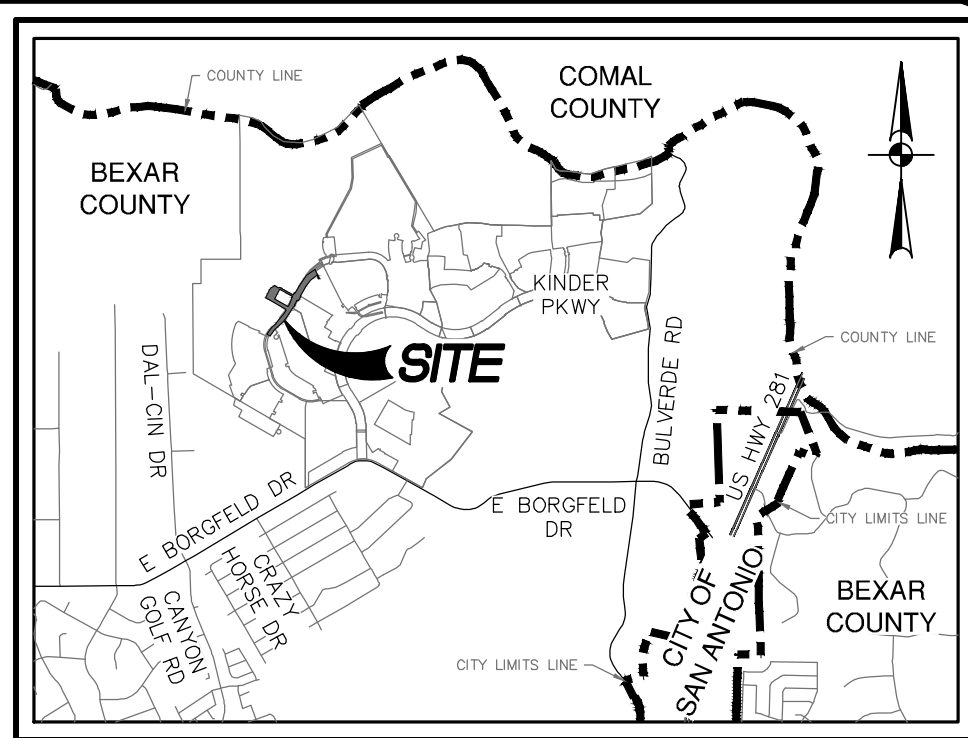 COUNTY LINE
COMAL
COUNTY
BEXAR
COUNTY
KINDER
PKWY
COUNTY LINE
SITE
DAL-CIN DR
BULVERDE RD
US HWY 281
E BORGFELD DR
E BORGFELD
DR
CITY LIMITS LINE
CRAZY
HORSE DR
CANYON
GOLF RD
CITY OF
SAN ANTONIO
BEXAR
COUNTY
CITY LIMITS LINE